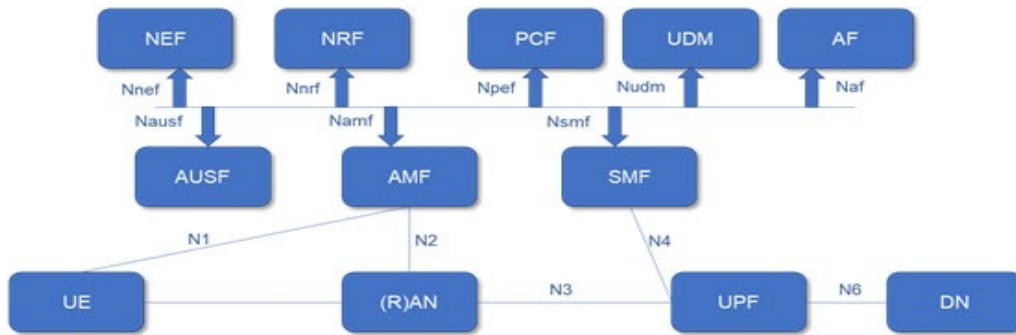 NEF NRF PCF UDM AF
Nnef Nnrf Npef Nudm Naf
Nausf Namf Nsmf
AUSF AMF SMF
N1 N2 N4
UE (R)AN N3 UPF N6 DN